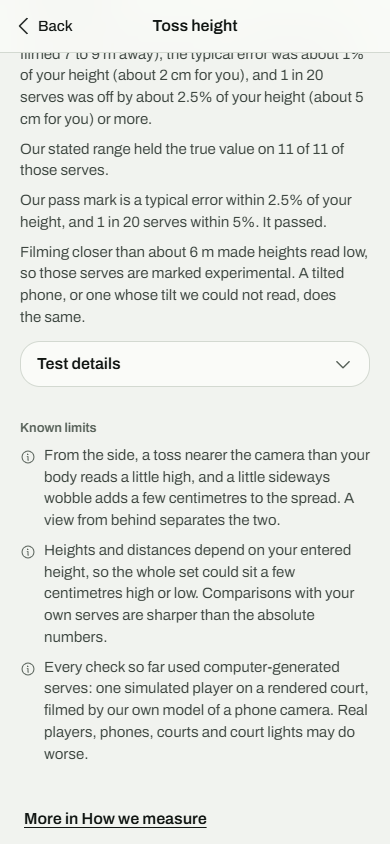 Back
Toss height
filmed 7 to 9 m away), the typical error was about 1%
of your height (about 2 cm for you), and 1 in 20
serves was off by about 2.5% of your height (about 5
cm for you) or more.
Our stated range held the true value on 11 of 11 of
those serves.
Our pass mark is a typical error within 2.5% of your
height, and 1 in 20 serves within 5%. It passed.
Filming closer than about 6 m made heights read low,
so those serves are marked experimental. A tilted
phone, or one whose tilt we could not read, does
the same.
Test details
Known limits
From the side, a toss nearer the camera than your
body reads a little high, and a little sideways
wobble adds a few centimetres to the spread. A
view from behind separates the two.
Heights and distances depend on your entered
height, so the whole set could sit a few
centimetres high or low. Comparisons with your
own serves are sharper than the absolute
numbers.
Every check so far used computer-generated
serves: one simulated player on a rendered court,
filmed by our own model of a phone camera. Real
players, phones, courts and court lights may do
worse.
More in How we measure